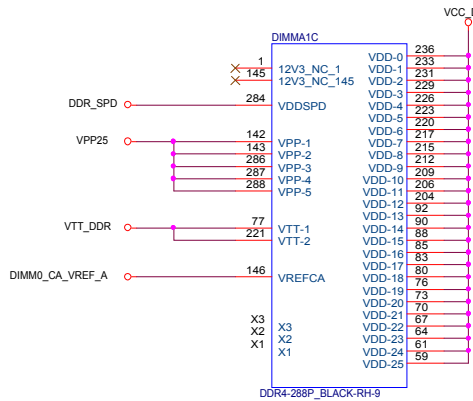 VCC_D
DIMMA1C
1 12V3_NC_1
145 12V3_NC_145
DDR_SPD 284 VDDSPD
VPP25 142 VPP-1
143 VPP-2
286 VPP-3
287 VPP-4
288 VPP-5
VTT_DDR 77 VTT-1
221 VTT-2
DIMM0_CA_VREF_A 146 VREFCA
X3 X3
X2 X2
X1 X1
VDD-0 236
VDD-1 233
VDD-2 231
VDD-3 229
VDD-4 226
VDD-5 223
VDD-6 220
VDD-7 217
VDD-8 215
VDD-9 212
VDD-10 209
VDD-11 206
VDD-12 204
VDD-13 92
VDD-14 90
VDD-15 88
VDD-16 85
VDD-17 83
VDD-18 80
VDD-19 76
VDD-20 73
VDD-21 70
VDD-22 67
VDD-23 64
VDD-24 61
VDD-25 59
DDR4-288P_BLACK-RH-9